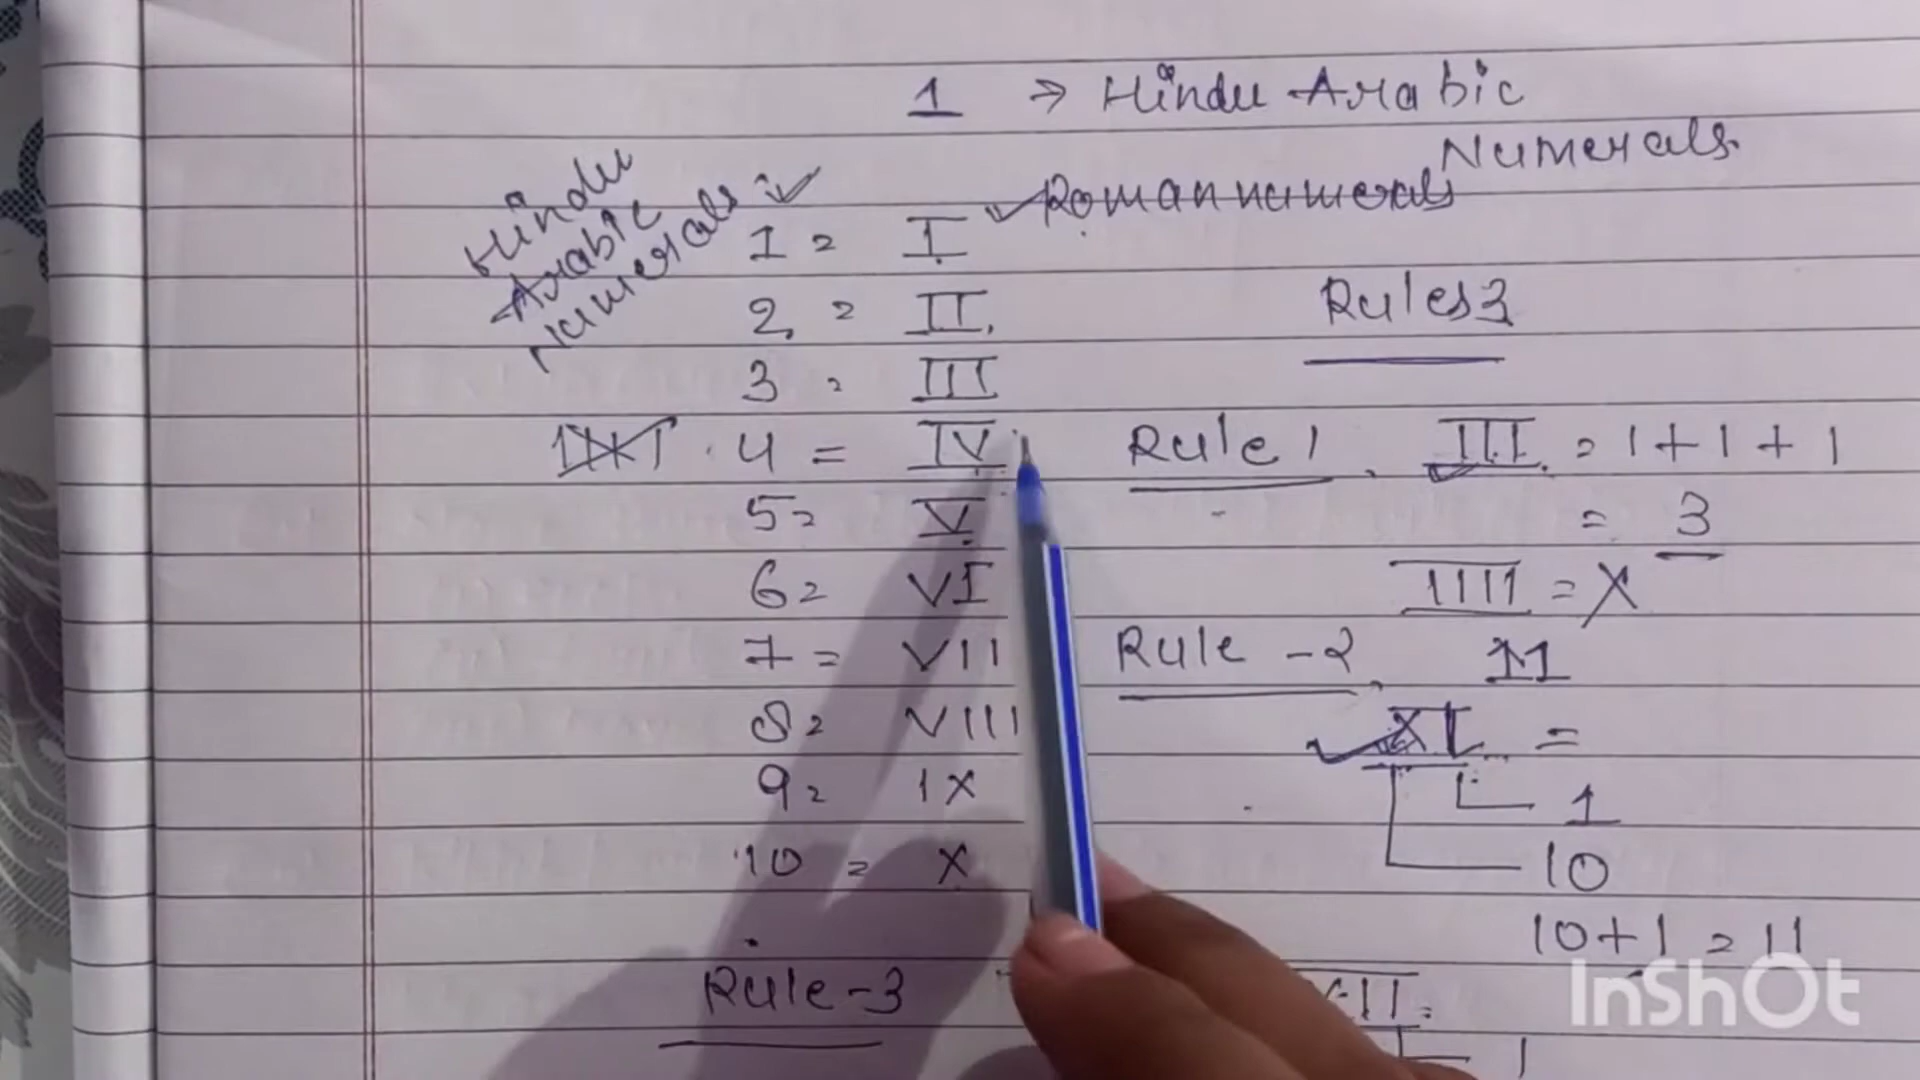 1 → Hindu Arabic
Numerals.
Hindu
Arabic
Numerals
Roman numerals
1 = I
2 = II
3 = III
IIII 4 = IV
5 = V
6 = VI
7 = VII
8 = VIII
9 = IX
10 = X
Rules
Rule 1 III = 1+1+1
= 3
IIII = X
Rule -2 11
XI =
1
10
10+1 = 11
Rule-3
InShOt